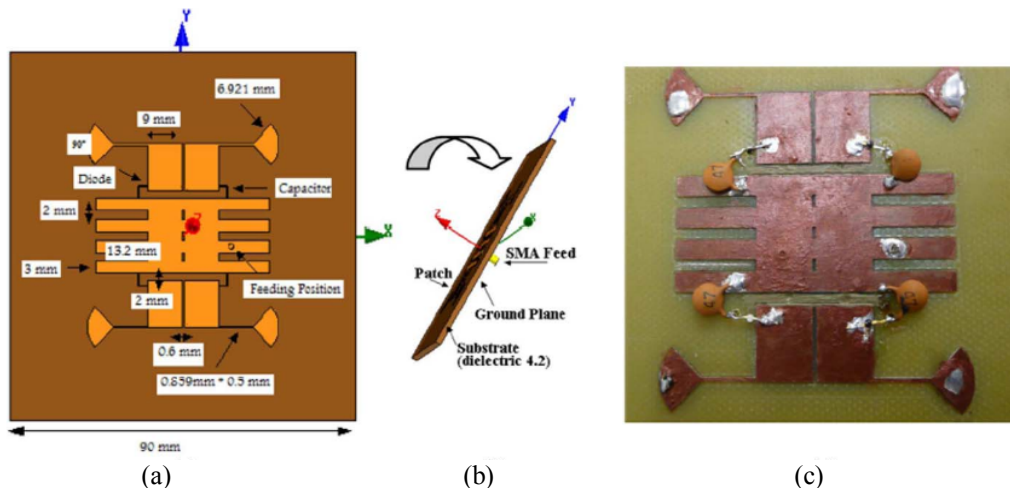 Y
6.921 mm
9 mm
90°
Diode
Capacitor
2 mm
13.2 mm
3 mm
2 mm
Feeding Position
0.6 mm
0.859mm * 0.5 mm
90 mm
(a)
Y
SMA Feed
Patch
Ground Plane
Substrate
(dielectric 4.2)
(b)
47
47
(c)